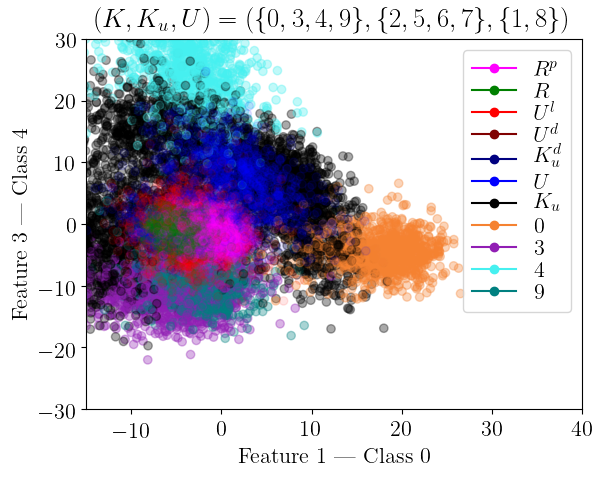 (K, K_u, U) = ({0, 3, 4, 9}, {2, 5, 6, 7}, {1, 8})
30
20
10
0
−10
−20
−30
Feature 3 — Class 4
R^p
R
U^l
U^d
K_u^d
U
K_u
0
3
4
9
−10 0 10 20 30 40
Feature 1 — Class 0